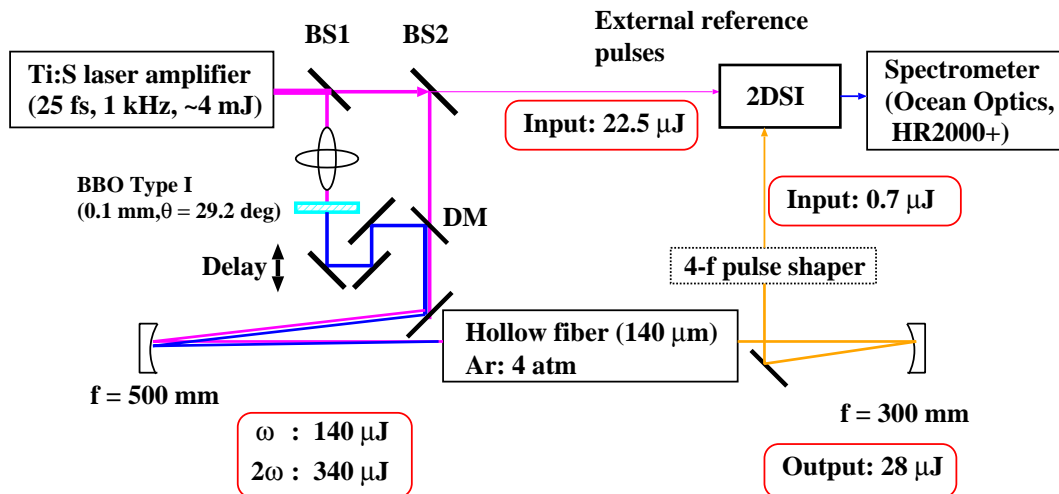 BS1
BS2
External reference
pulses
Ti:S laser amplifier
(25 fs, 1 kHz, ~4 mJ)
2DSI
Spectrometer
(Ocean Optics,
HR2000+)
Input: 22.5 μJ
BBO Type I
(0.1 mm,θ = 29.2 deg)
DM
Input: 0.7 μJ
Delay
4-f pulse shaper
Hollow fiber (140 μm)
Ar: 4 atm
f = 500 mm
f = 300 mm
ω : 140 μJ
2ω : 340 μJ
Output: 28 μJ